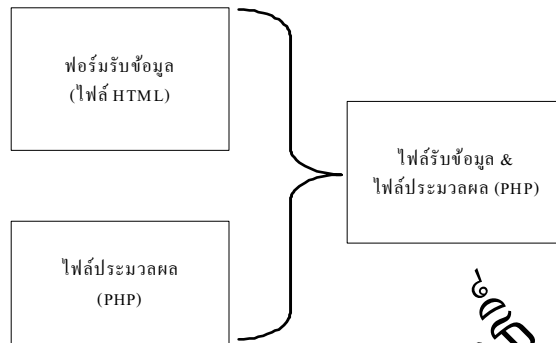 ฟอร์มรับข้อมูล
(ไฟล์ HTML)
ไฟล์รับข้อมูล &
ไฟล์ประมวลผล (PHP)
ไฟล์ประมวลผล
(PHP)